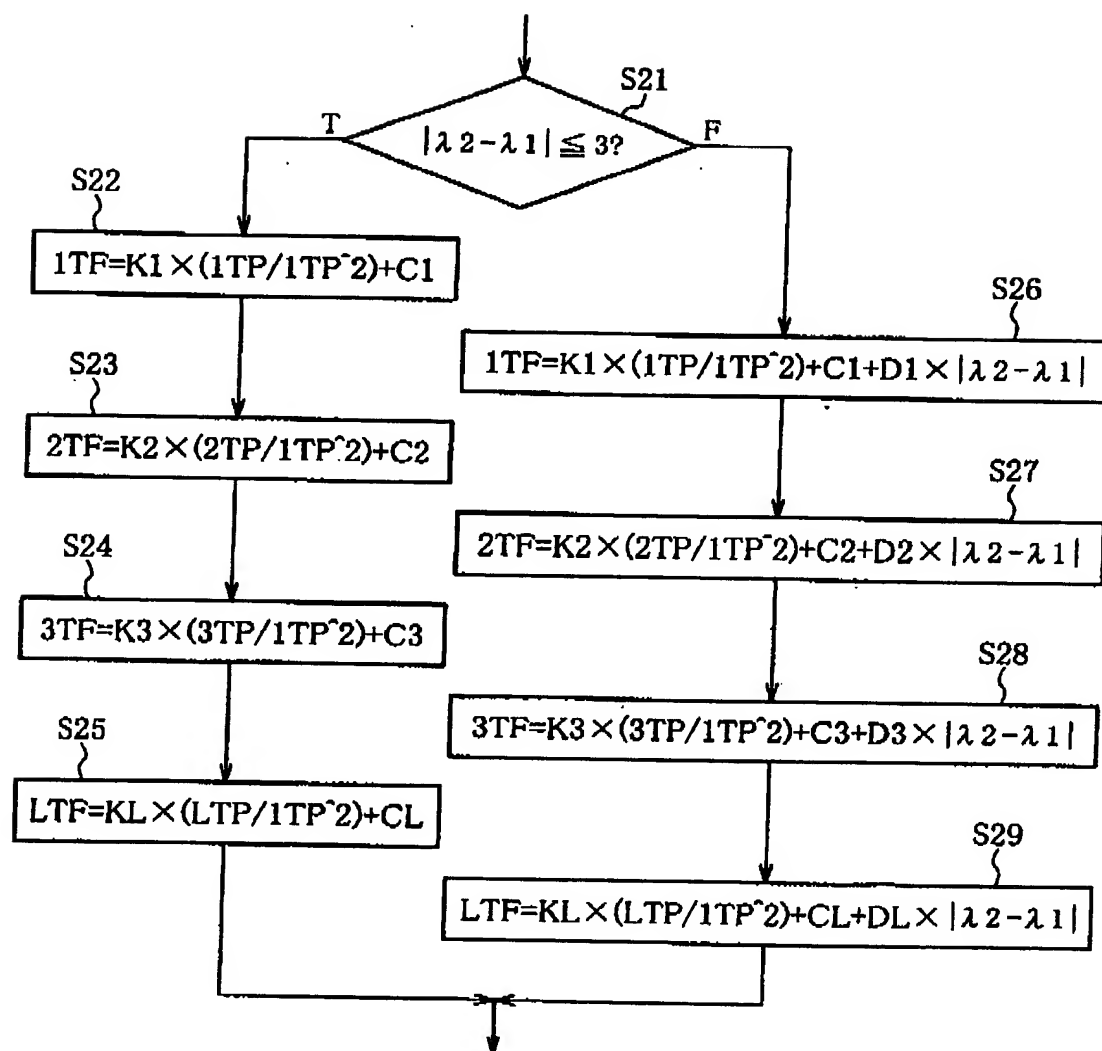 S21
T
|λ2-λ1|≦3?
F
S22
1TF=K1×(1TP/1TP^2)+C1
S23
2TF=K2×(2TP/1TP^2)+C2
S24
3TF=K3×(3TP/1TP^2)+C3
S25
LTF=KL×(LTP/1TP^2)+CL
S26
1TF=K1×(1TP/1TP^2)+C1+D1×|λ2-λ1|
S27
2TF=K2×(2TP/1TP^2)+C2+D2×|λ2-λ1|
S28
3TF=K3×(3TP/1TP^2)+C3+D3×|λ2-λ1|
S29
LTF=KL×(LTP/1TP^2)+CL+DL×|λ2-λ1|